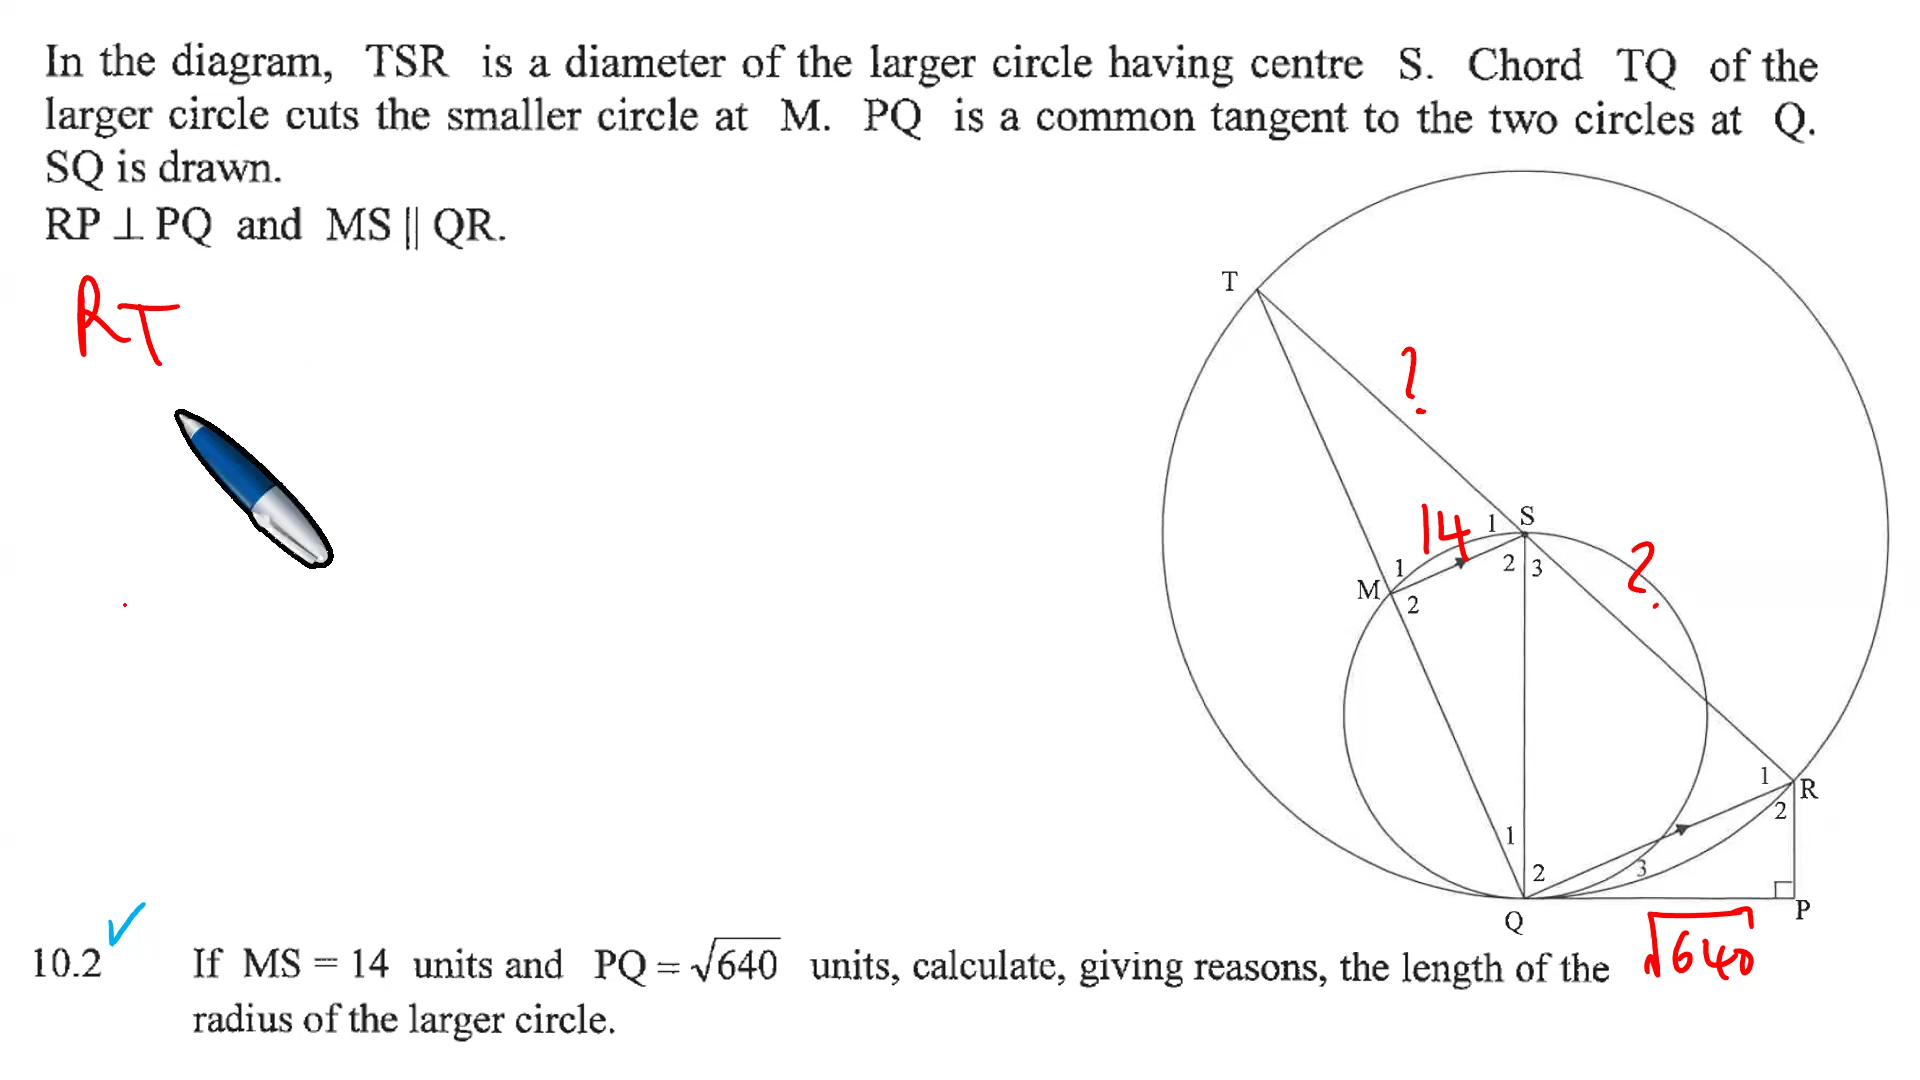 In the diagram, TSR is a diameter of the larger circle having centre S. Chord TQ of the
larger circle cuts the smaller circle at M. PQ is a common tangent to the two circles at Q.
SQ is drawn.
RP ⊥ PQ and MS || QR.
RT
T
?
14
1
S
2
3
?
M
1
2
1
R
2
1
2
3
Q
P
√640
10.2 ✓ If MS = 14 units and PQ = √640 units, calculate, giving reasons, the length of the
radius of the larger circle.